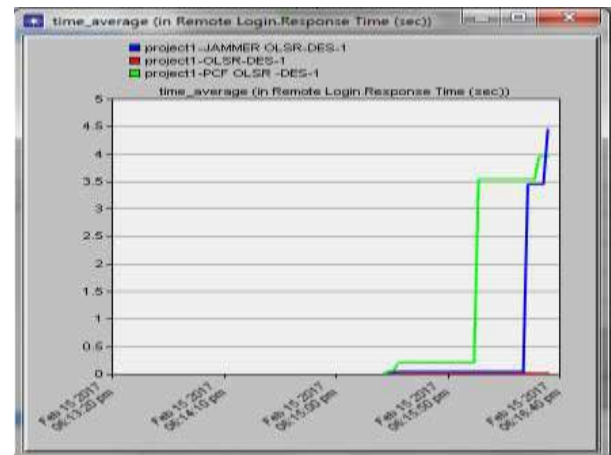 time_average (in Remote Login.Response Time (sec))
project1-JAMMER OLSR-DES-1
project1-OLSR-DES-1
project1-PCF OLSR -DES-1
time_average (in Remote Login.Response Time (sec))
5
4.5
4
3.5
3
2.5
2
1.5
1
0.5
0
Feb 15 2017
06:13:20 pm
Feb 15 2017
06:14:10 pm
Feb 15 2017
06:15:00 pm
Feb 15 2017
06:15:50 pm
Feb 15 2017
06:16:40 pm